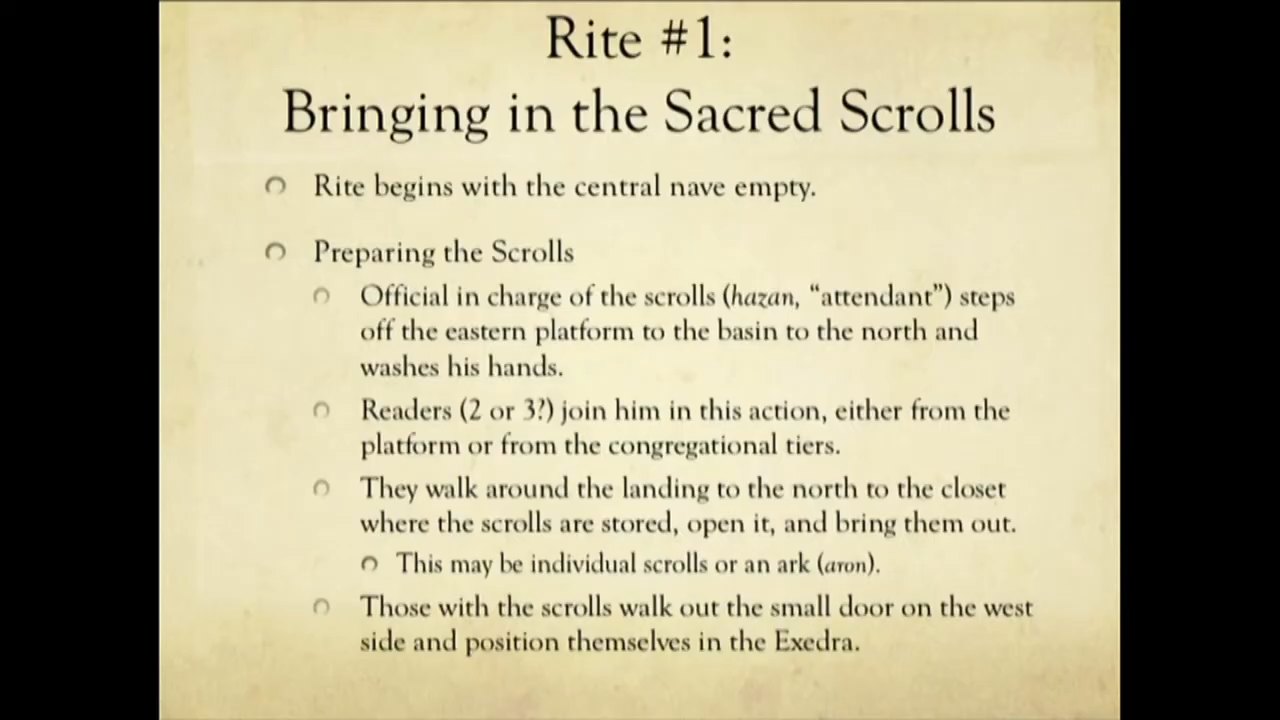 Rite #1:
Bringing in the Sacred Scrolls
Rite begins with the central nave empty.
Preparing the Scrolls
Official in charge of the scrolls (hazan, “attendant”) steps
off the eastern platform to the basin to the north and
washes his hands.
Readers (2 or 3?) join him in this action, either from the
platform or from the congregational tiers.
They walk around the landing to the north to the closet
where the scrolls are stored, open it, and bring them out.
This may be individual scrolls or an ark (aron).
Those with the scrolls walk out the small door on the west
side and position themselves in the Exedra.